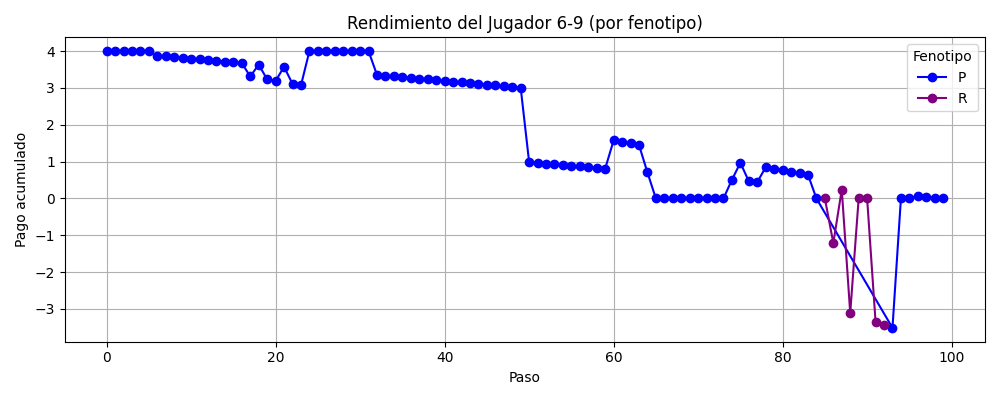 Rendimiento del Jugador 6-9 (por fenotipo)
Pago acumulado
4
3
2
1
0
−1
−2
−3
Fenotipo
P
R
0
20
40
60
80
100
Paso